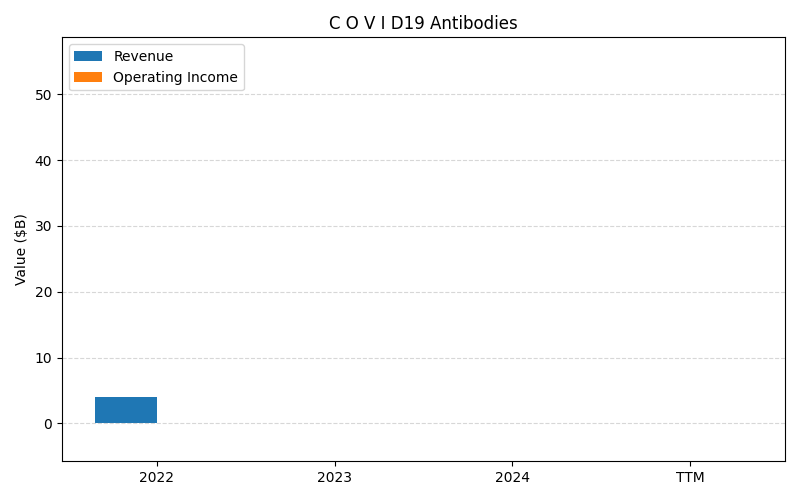 C O V I D19 Antibodies
Revenue
Operating Income
Value ($B)
50
40
30
20
10
0
2022 2023 2024 TTM